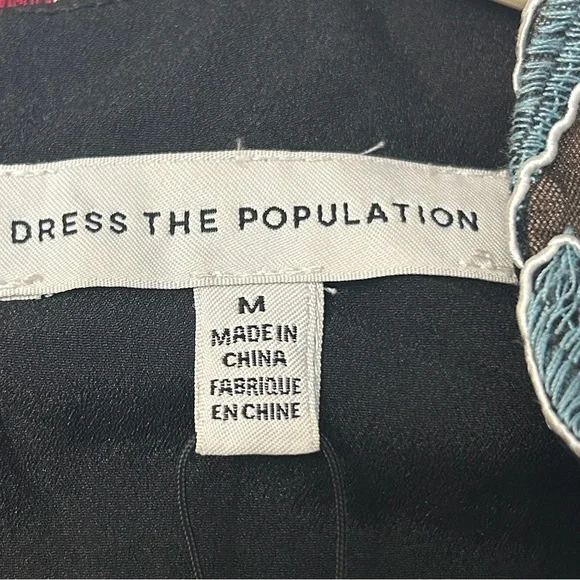 DRESS THE POPULATION
M
MADE IN
CHINA
FABRIQUE
EN CHINE